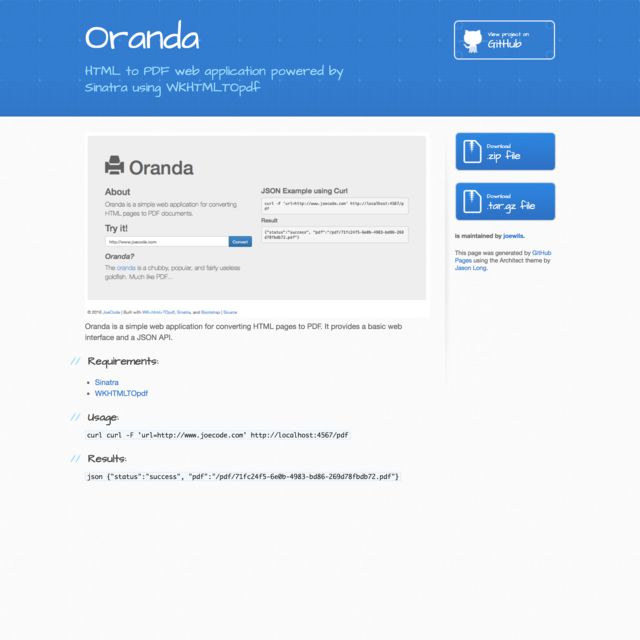 Oranda
HTML to PDF web application powered by
Sinatra using WKHTMLTOpdf
View project on
GitHub
Oranda
About
Oranda is a simple web application for converting
HTML pages to PDF documents.
Try it!
http://www.joecode.com
Convert
Oranda?
The oranda is a chubby, popular, and fairly useless
goldfish. Much like PDF...
JSON Example using Curl
curl -F 'url=http://www.joecode.com' http://localhost:4567/p
df
Result
{"status":"success", "pdf":"/pdf/71fc24f5-6e0b-4983-bd86-269
d78fbdb72.pdf"}
© 2016 JoeCode | Built with WK<html>TOpdf, Sinatra, and Bootstrap | Source
Oranda is a simple web application for converting HTML pages to PDF. It provides a basic web
interface and a JSON API.
// Requirements:
• Sinatra
• WKHTMLTOpdf
// Usage:
curl curl -F 'url=http://www.joecode.com' http://localhost:4567/pdf
// Results:
json {"status":"success", "pdf":"/pdf/71fc24f5-6e0b-4983-bd86-269d78fbdb72.pdf"}
Download
.zip file
Download
.tar.gz file
is maintained by joewils.
This page was generated by GitHub
Pages using the Architect theme by
Jason Long.